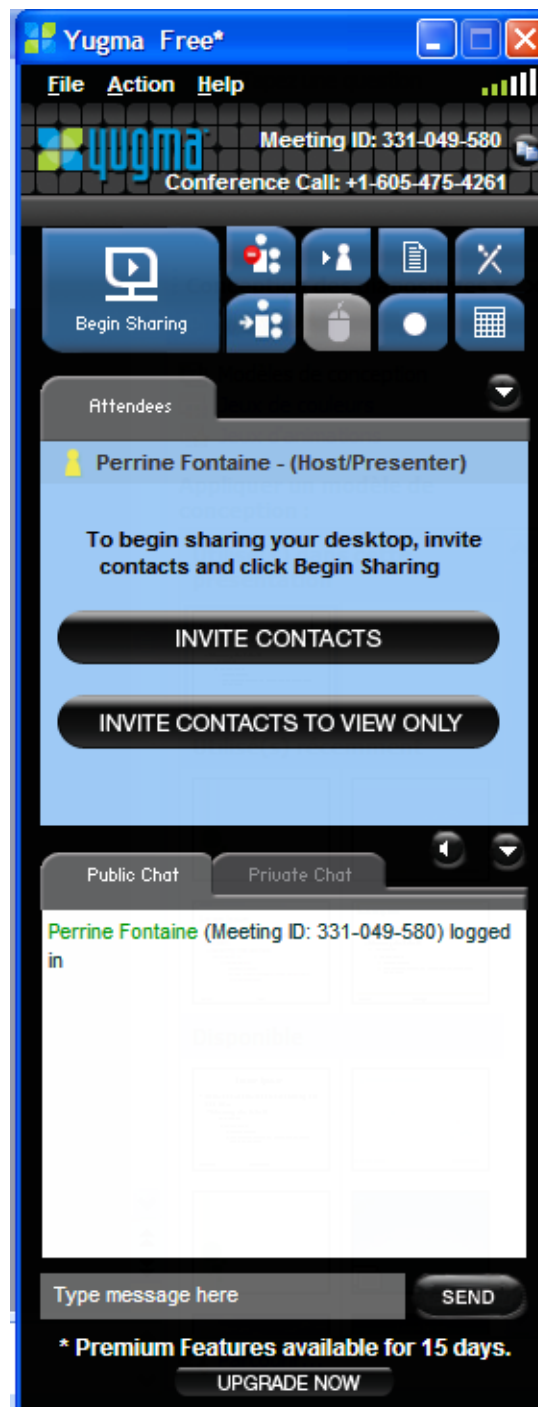 Yugma Free*
File Action Help
yugma
Meeting ID: 331-049-580
Conference Call: +1-605-475-4261
Begin Sharing
Attendees
Perrine Fontaine - (Host/Presenter)
To begin sharing your desktop, invite
contacts and click Begin Sharing
INVITE CONTACTS
INVITE CONTACTS TO VIEW ONLY
Public Chat Private Chat
Perrine Fontaine (Meeting ID: 331-049-580) logged
in
Type message here SEND
* Premium Features available for 15 days.
UPGRADE NOW